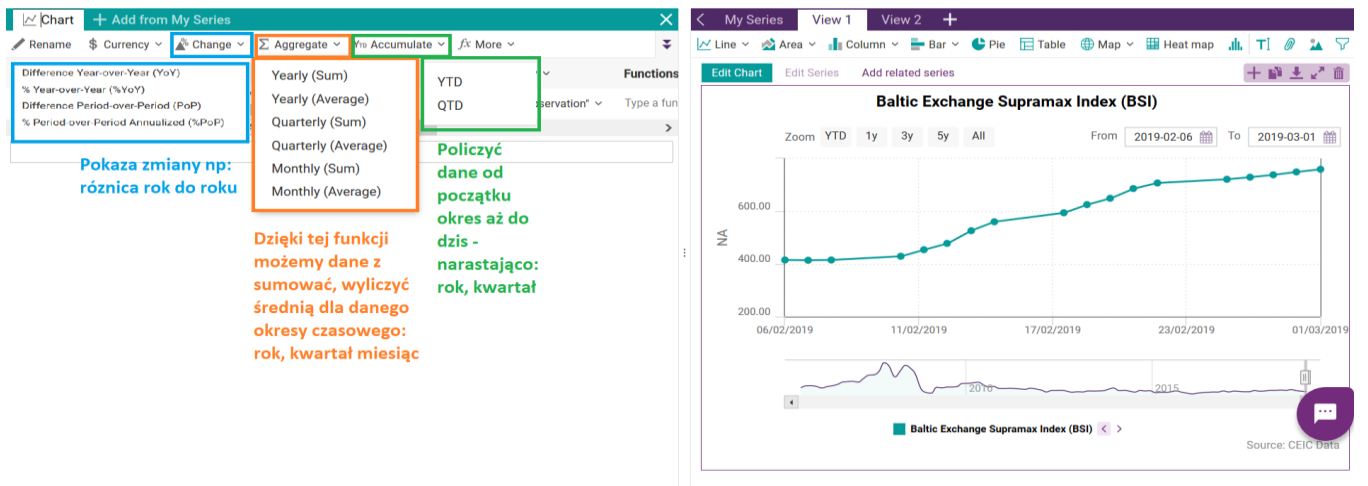 Chart + Add from My Series
Rename $ Currency Change Σ Aggregate YTD Accumulate fx More
Difference Year-over-Year (YoY)
% Year-over-Year (%YoY)
Difference Period-over-Period (PoP)
% Period-over-Period Annualized (%PoP)
Yearly (Sum)
Yearly (Average)
Quarterly (Sum)
Quarterly (Average)
Monthly (Sum)
Monthly (Average)
YTD
QTD
Functions
Type a fun
Pokaza zmiany np:
róznica rok do roku
Dzięki tej funkcji
możemy dane z
sumować, wyliczyć
średnią dla danego
okresy czasowego:
rok, kwartał miesiąc
Policzyć
dane od
początku
okres aż do
dzis -
narastająco:
rok, kwartał
My Series View 1 View 2 +
Line Area Column Bar Pie Table Map Heat map
Edit Chart Edit Series Add related series
Baltic Exchange Supramax Index (BSI)
Zoom YTD 1y 3y 5y All From 2019-02-06 To 2019-03-01
NA
600.00
400.00
200.00
06/02/2019 11/02/2019 17/02/2019 23/02/2019 01/03/2019
2010 2015
Baltic Exchange Supramax Index (BSI)
Source: CEIC Data